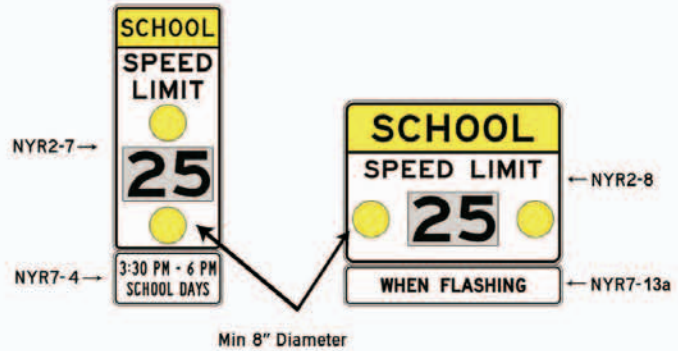 SCHOOL
SPEED
LIMIT
25
3:30 PM - 6 PM
SCHOOL DAYS
NYR2-7→
NYR7-4→
SCHOOL
SPEED LIMIT
25
WHEN FLASHING
←NYR2-8
←NYR7-13a
Min 8" Diameter